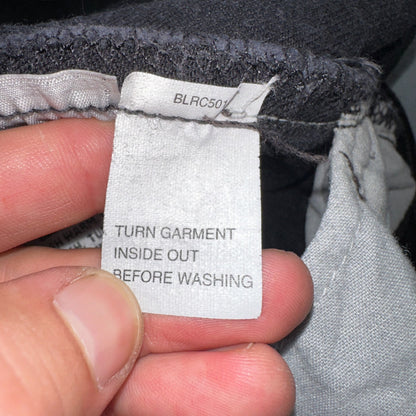 BLRC501
TURN GARMENT
INSIDE OUT
BEFORE WASHING